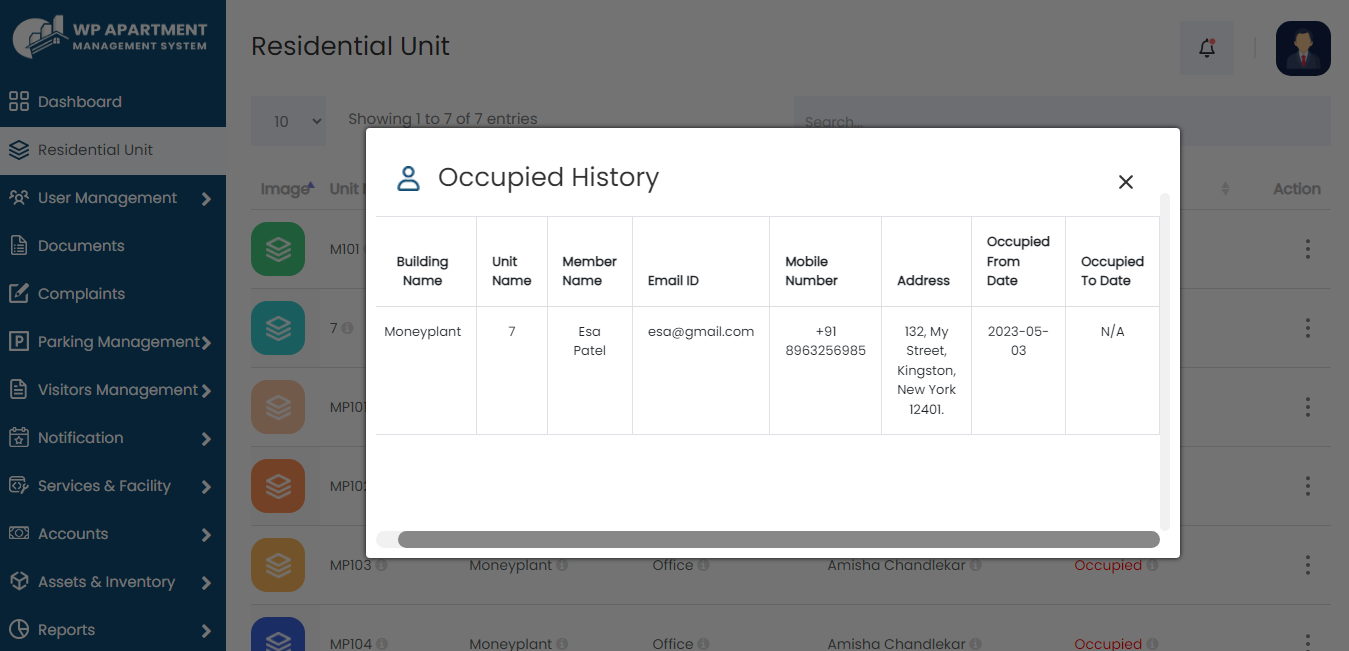 WP APARTMENT
MANAGEMENT SYSTEM
Dashboard
Residential Unit
User Management
Documents
Complaints
P Parking Management
Visitors Management
Notification
Services & Facility
Accounts
Assets & Inventory
Reports
Residential Unit
10
Showing 1 to 7 of 7 entries
Search...
Image
Unit
Action
M101
7
MP102
MP103
Moneyplant
Office
Amisha Chandlekar
Occupied
MP104
Moneyplant
Office
Amisha Chandlekar
Occupied
Occupied History
Building
Name
Unit
Name
Member
Name
Email ID
Mobile
Number
Address
Occupied
From
Date
Occupied
To Date
Moneyplant
7
Esa
Patel
esa@gmail.com
+91
8963256985
132, My
Street,
Kingston,
New York
12401.
2023-05-
03
N/A